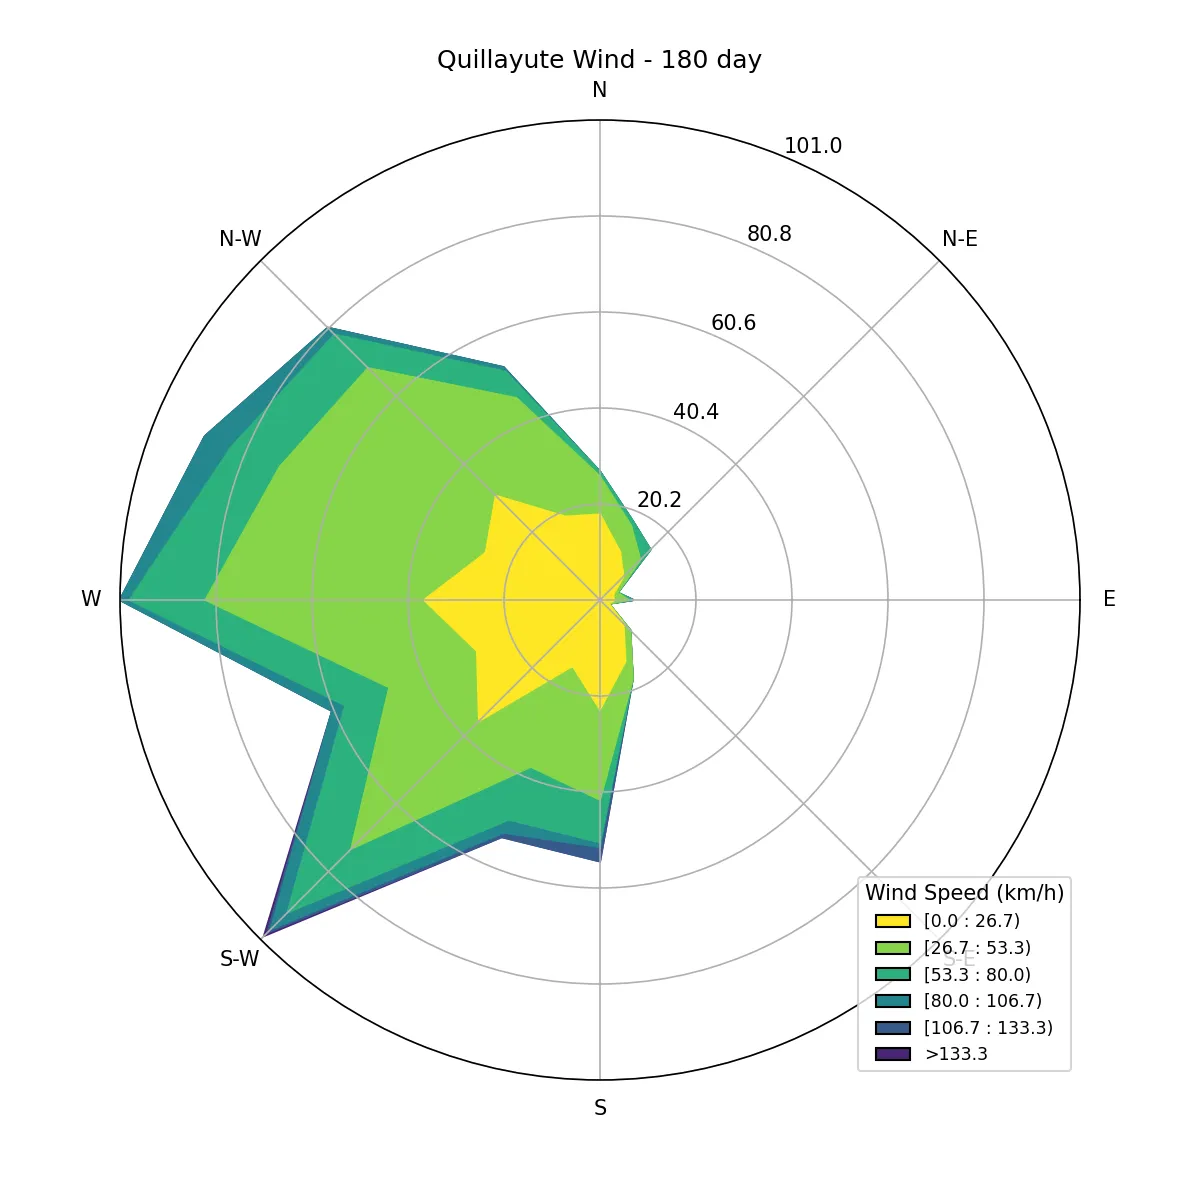 Quillayute Wind - 180 day
N
101.0
80.8
N-W
N-E
60.6
40.4
20.2
W
E
S-W
S-E
Wind Speed (km/h)
[0.0 : 26.7)
[26.7 : 53.3)
[53.3 : 80.0)
[80.0 : 106.7)
[106.7 : 133.3)
>133.3
S